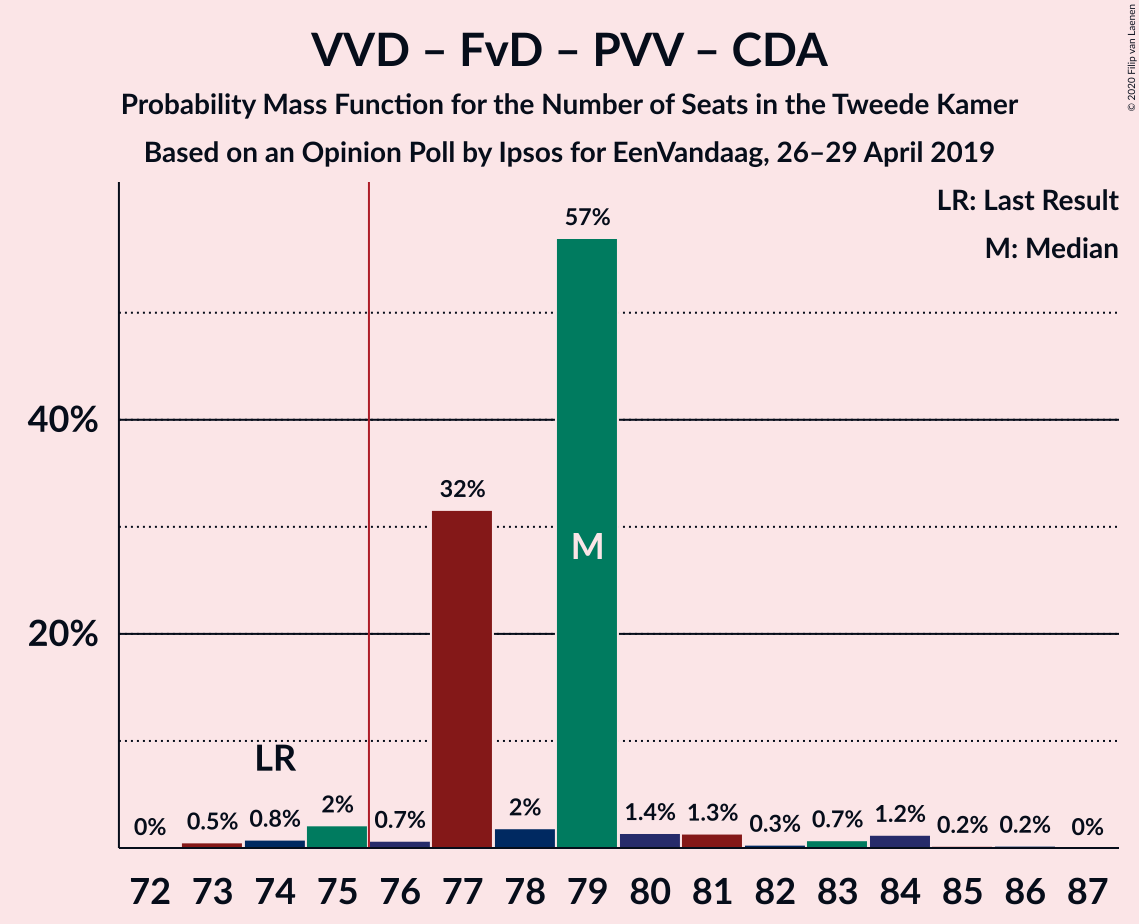 VVD – FvD – PVV – CDA
Probability Mass Function for the Number of Seats in the Tweede Kamer
Based on an Opinion Poll by Ipsos for EenVandaag, 26–29 April 2019
© 2020 Filip van Laenen
LR: Last Result
M: Median
57%
40%
32%
M
20%
LR
0% 0.5% 0.8% 2% 0.7% 2% 1.4% 1.3% 0.3% 0.7% 1.2% 0.2% 0.2% 0%
72 73 74 75 76 77 78 79 80 81 82 83 84 85 86 87